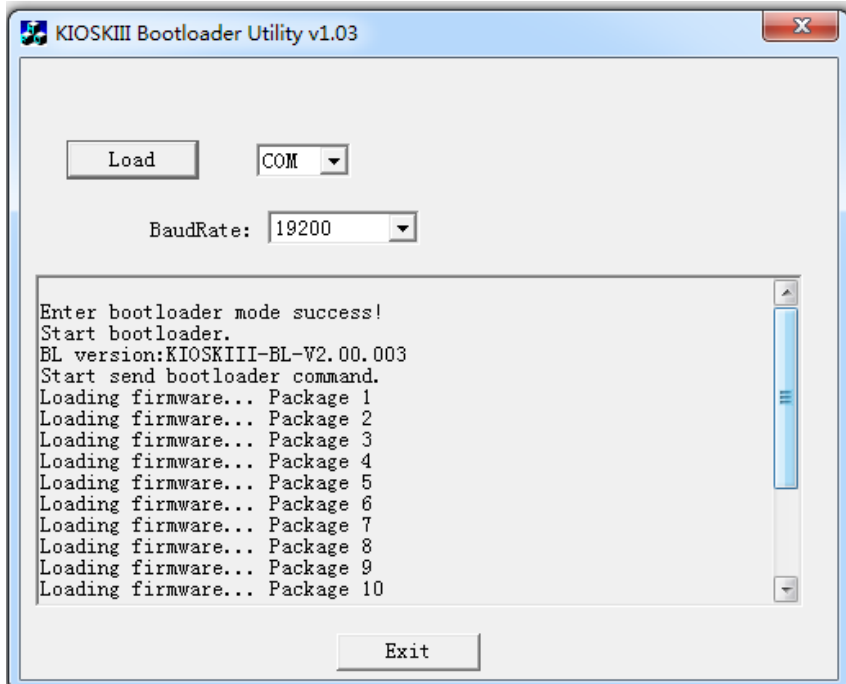 KIOSKIII Bootloader Utility v1.03
Load
COM
BaudRate:
19200
Enter bootloader mode success!
Start bootloader.
BL version:KIOSKIII-BL-V2.00.003
Start send bootloader command.
Loading firmware... Package 1
Loading firmware... Package 2
Loading firmware... Package 3
Loading firmware... Package 4
Loading firmware... Package 5
Loading firmware... Package 6
Loading firmware... Package 7
Loading firmware... Package 8
Loading firmware... Package 9
Loading firmware... Package 10
Exit